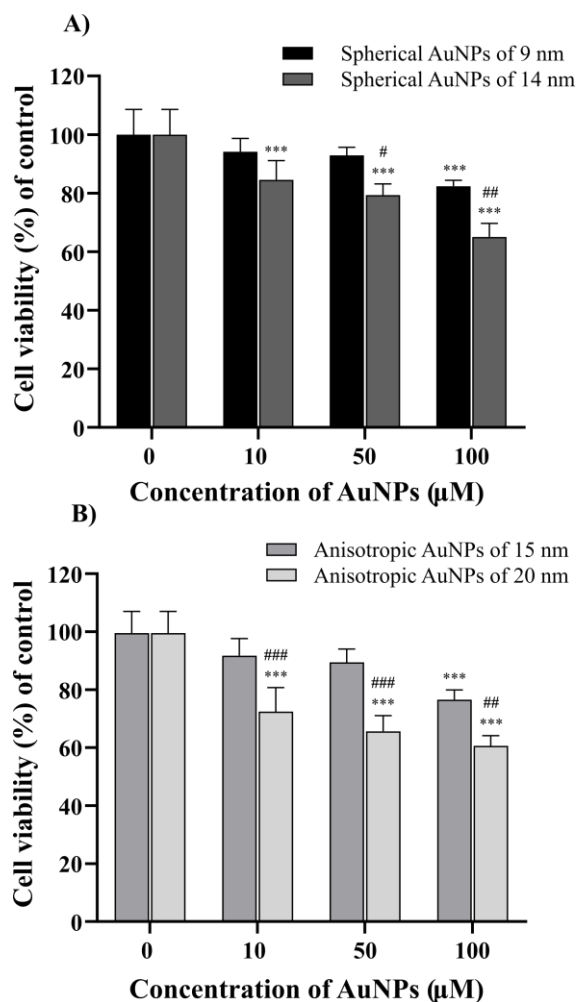 A)
Spherical AuNPs of 9 nm
Spherical AuNPs of 14 nm
Cell viability (%) of control
120
100
80
60
40
20
0
***
#
***
***
##
***
0 10 50 100
Concentration of AuNPs (µM)
B)
Anisotropic AuNPs of 15 nm
Anisotropic AuNPs of 20 nm
Cell viability (%) of control
120
100
80
60
40
20
0
###
***
###
***
***
##
***
0 10 50 100
Concentration of AuNPs (µM)